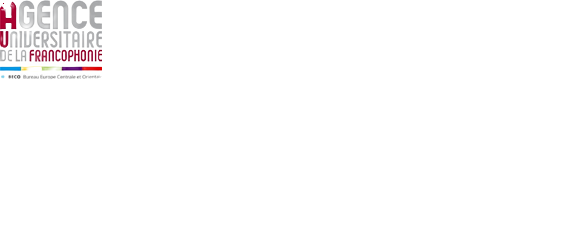 AGENCE
UNIVERSITAIRE
DE LA FRANCOPHONIE
BECO Bureau Europe Centrale et Orientale